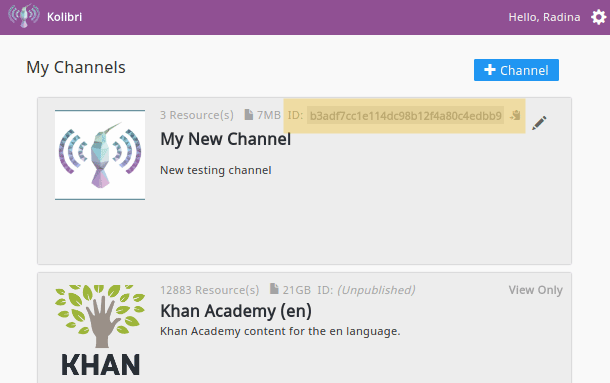 Kolibri
Hello, Radina
My Channels
Channel
3 Resource(s) 7MB ID: b3adf7cc1e114dc98b12f4a80c4edbb9
My New Channel
New testing channel
12883 Resource(s) 21GB ID: (Unpublished) View Only
Khan Academy (en)
Khan Academy content for the en language.
KHAN